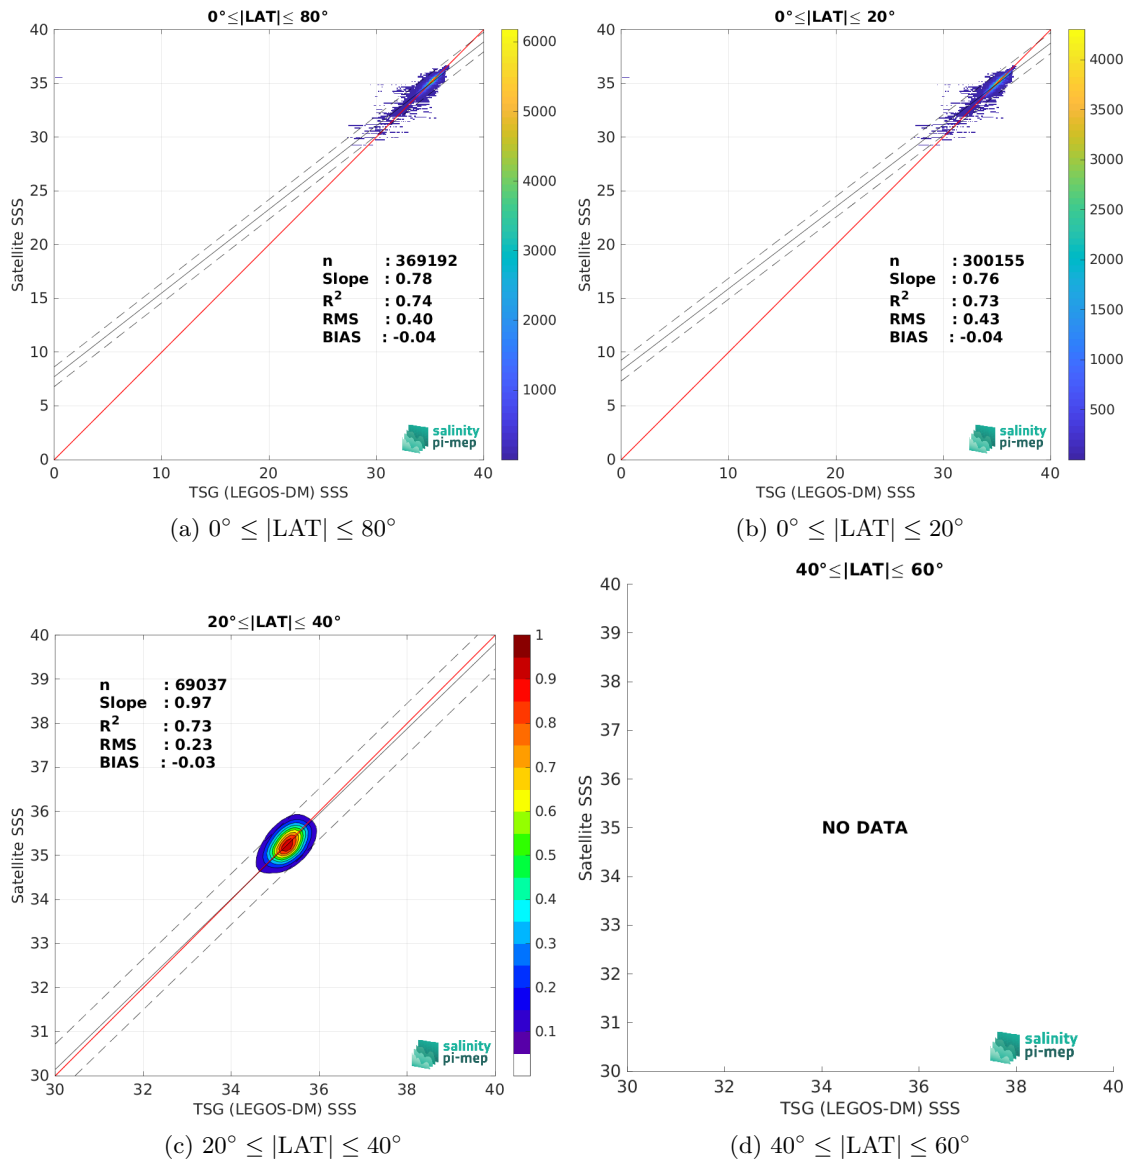 0°≤|LAT|≤ 80°
40
35
30
25
20
15
10
5
0
Satellite SSS
n : 369192
Slope : 0.78
R² : 0.74
RMS : 0.40
BIAS : -0.04
salinity
pi-mep
0 10 20 30 40
TSG (LEGOS-DM) SSS
6000
5000
4000
3000
2000
1000
(a) 0° ≤ |LAT| ≤ 80°
0°≤|LAT|≤ 20°
40
35
30
25
20
15
10
5
0
Satellite SSS
n : 300155
Slope : 0.76
R² : 0.73
RMS : 0.43
BIAS : -0.04
salinity
pi-mep
0 10 20 30 40
TSG (LEGOS-DM) SSS
4000
3500
3000
2500
2000
1500
1000
500
(b) 0° ≤ |LAT| ≤ 20°
20°≤|LAT|≤ 40°
40
39
38
37
36
35
34
33
32
31
30
Satellite SSS
n : 69037
Slope : 0.97
R² : 0.73
RMS : 0.23
BIAS : -0.03
salinity
pi-mep
30 32 34 36 38 40
TSG (LEGOS-DM) SSS
1
0.9
0.8
0.7
0.6
0.5
0.4
0.3
0.2
0.1
(c) 20° ≤ |LAT| ≤ 40°
40°≤|LAT|≤ 60°
40
39
38
37
36
35
34
33
32
31
30
Satellite SSS
NO DATA
salinity
pi-mep
30 32 34 36 38 40
TSG (LEGOS-DM) SSS
(d) 40° ≤ |LAT| ≤ 60°